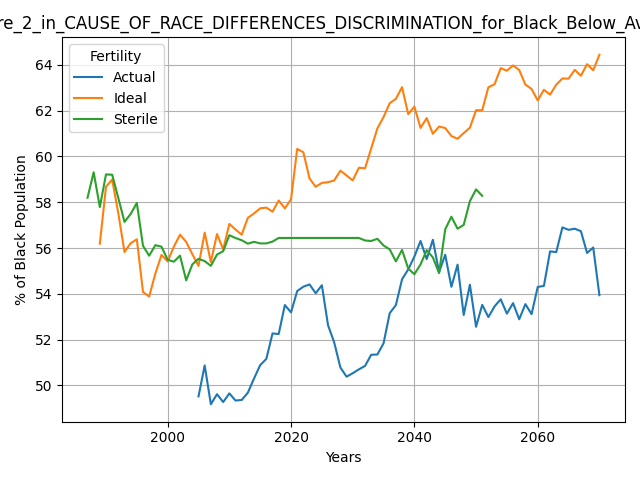 re_2_in_CAUSE_OF_RACE_DIFFERENCES_DISCRIMINATION_for_Black_Below_Av
Fertility
Actual
Ideal
Sterile
% of Black Population
64
62
60
58
56
54
52
50
2000
2020
2040
2060
Years